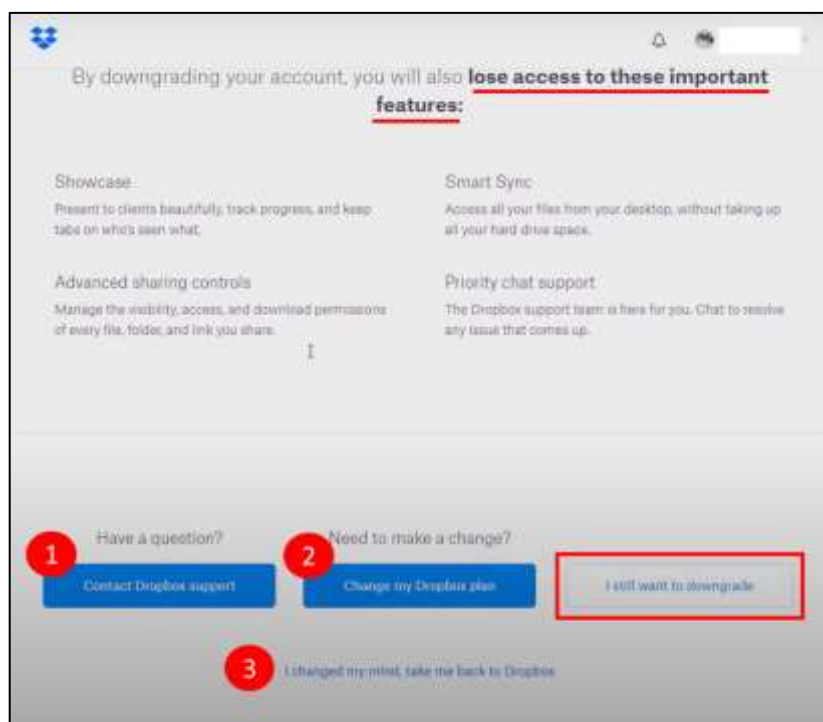 By downgrading your account, you will also lose access to these important
features:
Showcase
Present to clients beautifully, track progress, and keep
tabs on who's seen what.
Smart Sync
Access all your files from your desktop, without taking up
all your hard drive space.
Advanced sharing controls
Manage the visibility, access, and download permissions
of every file, folder, and link you share.
Priority chat support
The Dropbox support team is here for you. Chat to resolve
any issue that comes up.
Have a question?
1
Contact Dropbox support
Need to make a change?
2
Change my Dropbox plan
I still want to downgrade
3
I changed my mind, take me back to Dropbox